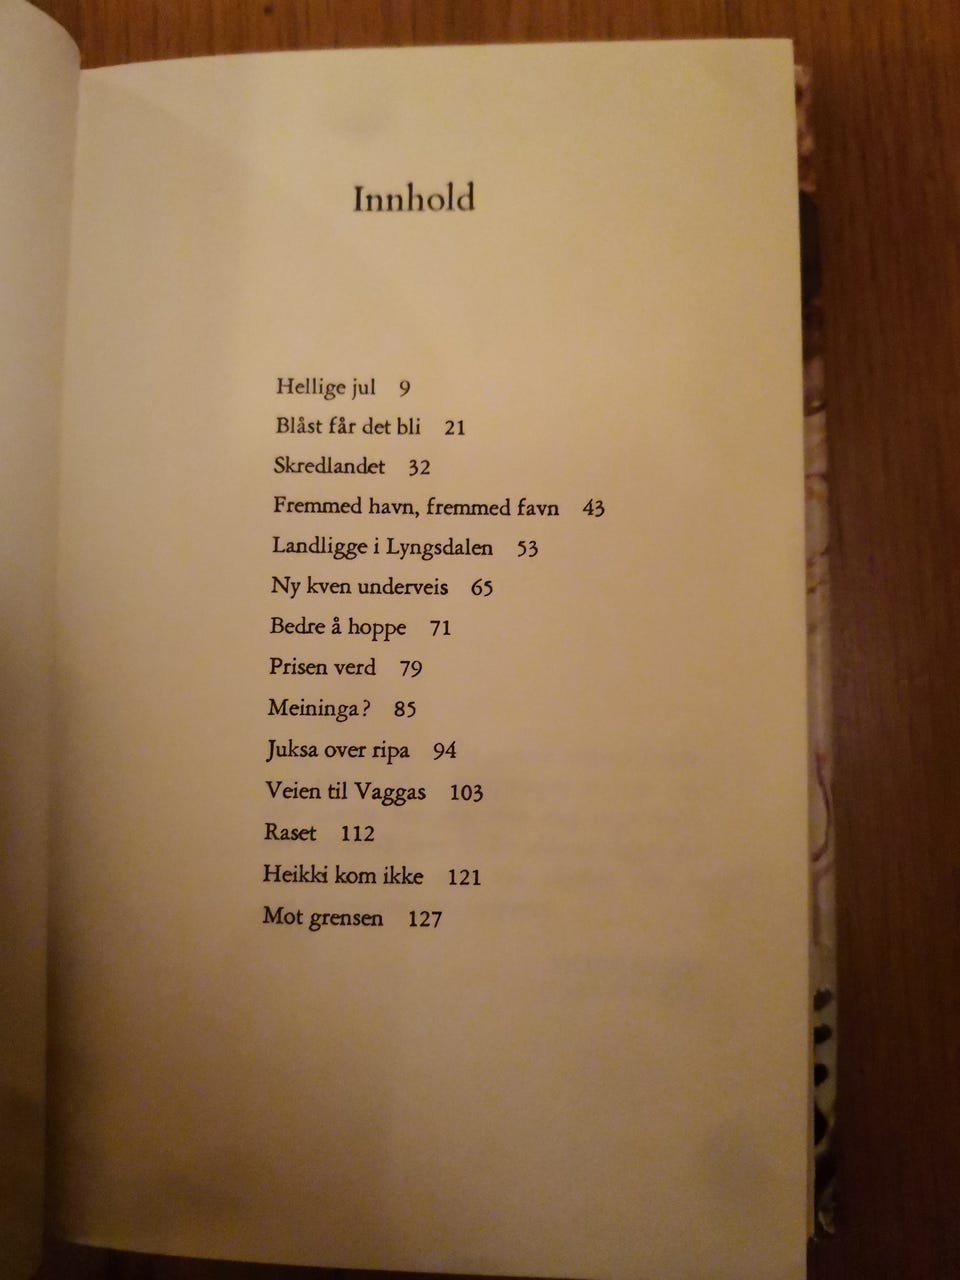 Innhold
Hellige jul 9
Blåst får det bli 21
Skredlandet 32
Fremmed havn, fremmed favn 43
Landligge i Lyngsdalen 53
Ny kven underveis 65
Bedre å hoppe 71
Prisen verd 79
Meininga? 85
Juksa over ripa 94
Veien til Vaggas 103
Raset 112
Heikki kom ikke 121
Mot grensen 127